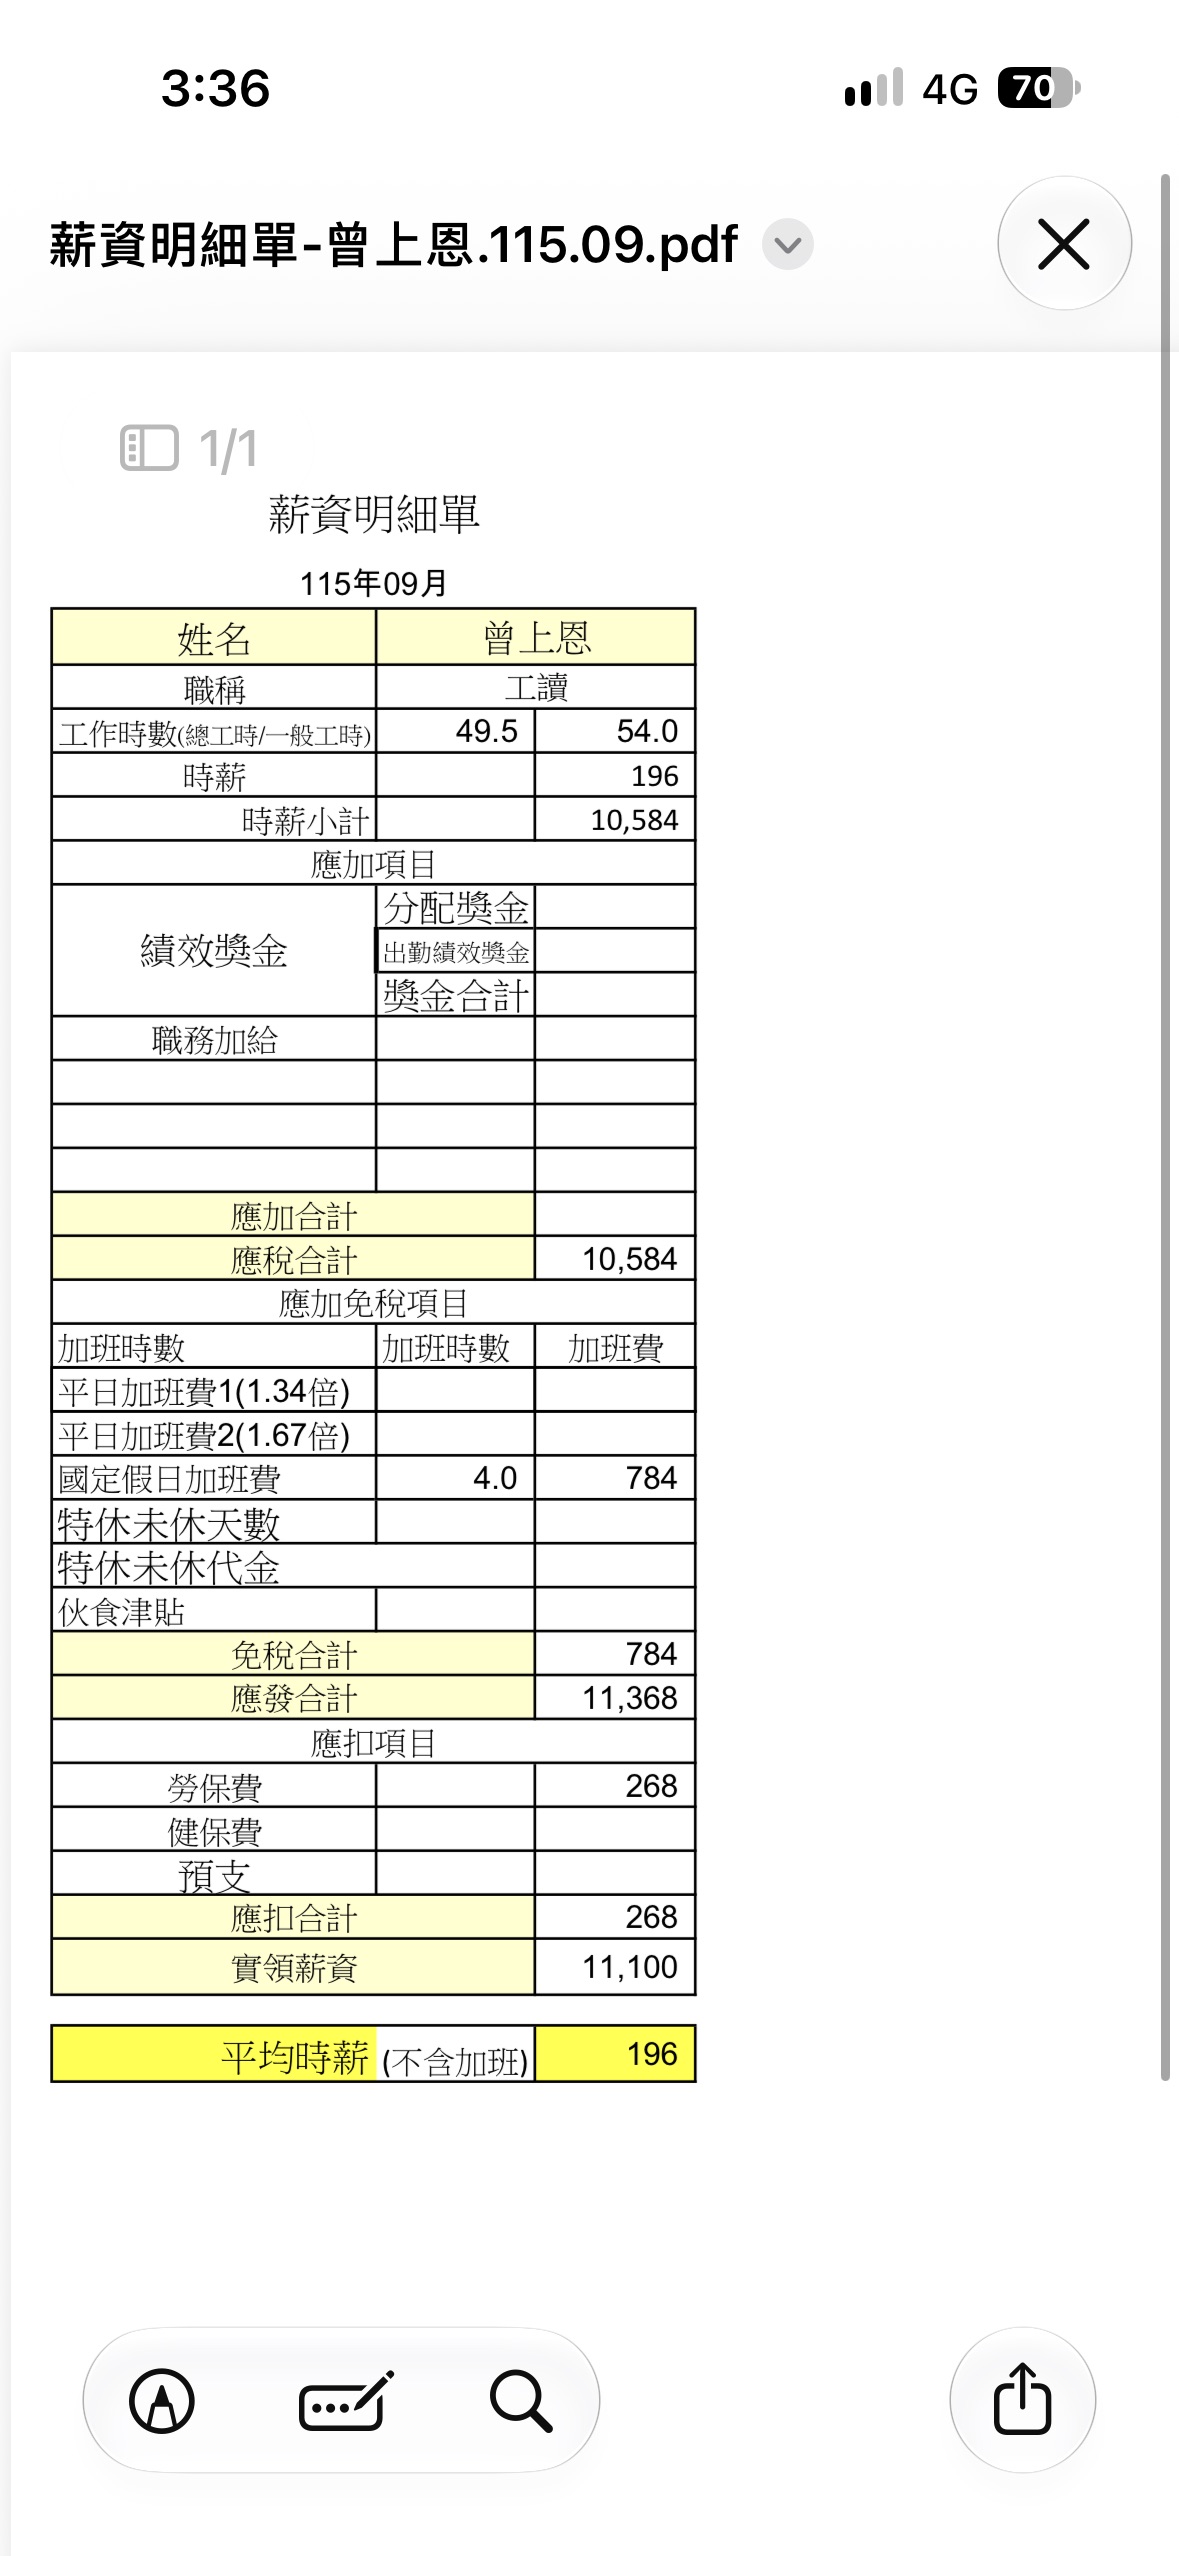 3:36
4G 70
薪資明細單-曾上恩.115.09.pdf
1/1
薪資明細單
115年09月
姓名 曾上恩
職稱 工讀
工作時數(總工時/一般工時) 49.5 54.0
時薪 196
時薪小計 10,584
應加項目
績效獎金 分配獎金
出勤績效獎金
獎金合計
職務加給
應加合計
應稅合計 10,584
應加免稅項目
加班時數 加班時數 加班費
平日加班費1(1.34倍)
平日加班費2(1.67倍)
國定假日加班費 4.0 784
特休未休天數
特休未休代金
伙食津貼
免稅合計 784
應發合計 11,368
應扣項目
勞保費 268
健保費
預支
應扣合計 268
實領薪資 11,100
平均時薪 (不含加班) 196